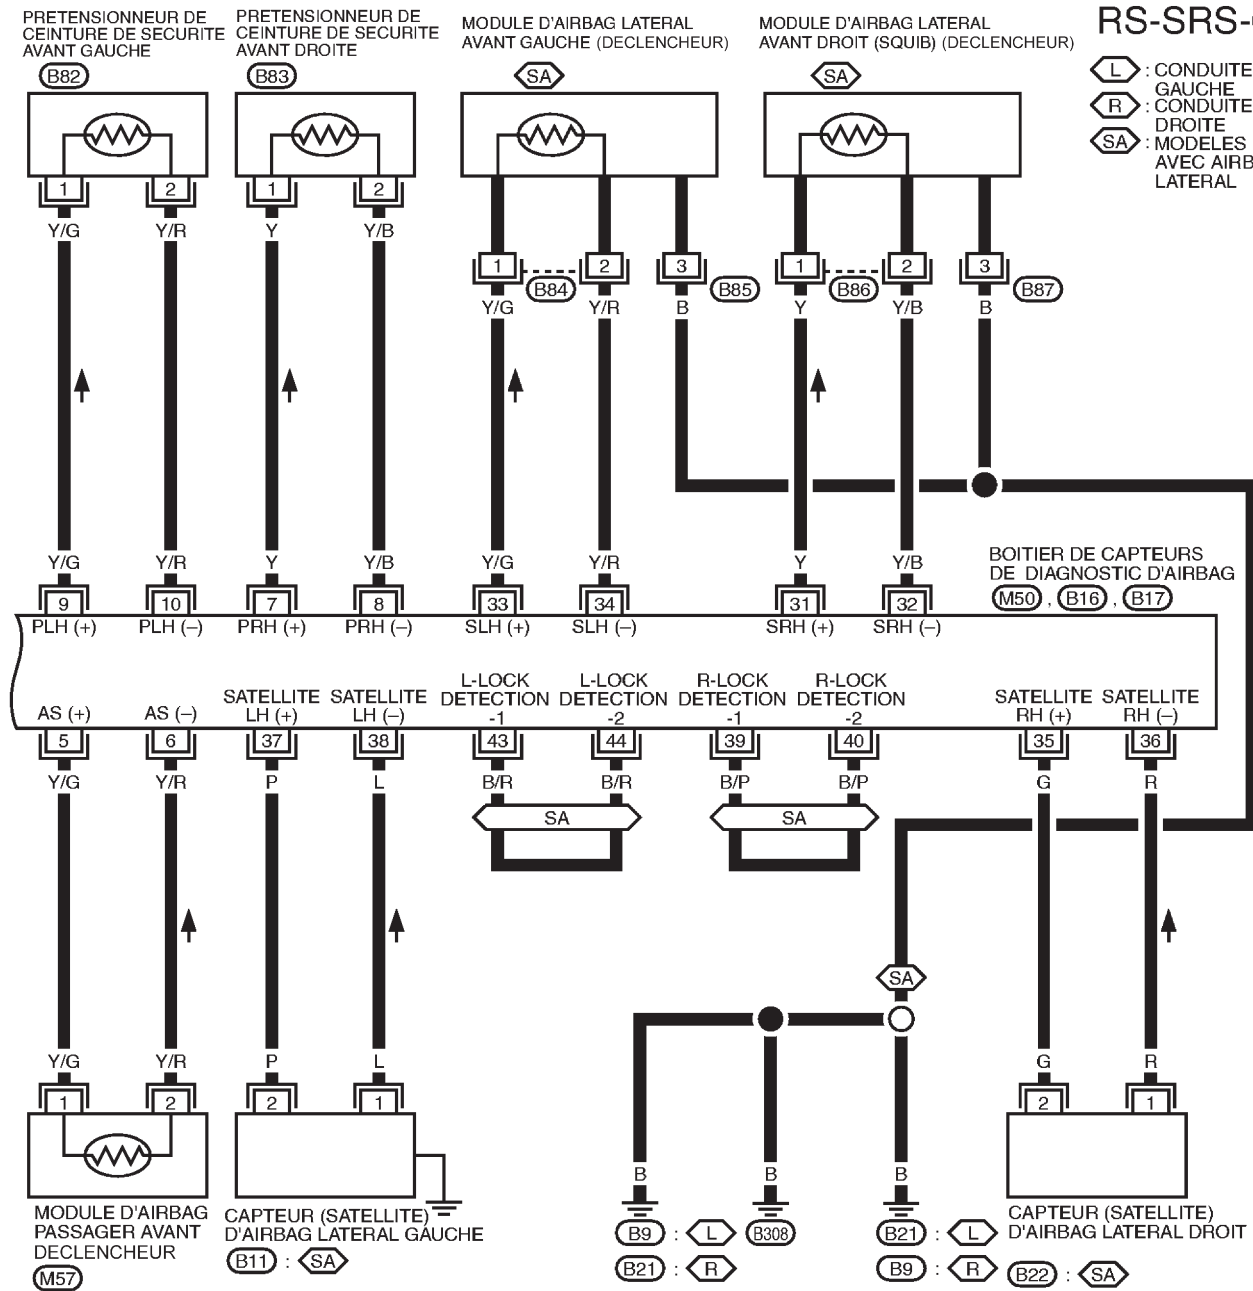 PRETENSIONNEUR DE
CEINTURE DE SECURITE
AVANT GAUCHE
B82
PRETENSIONNEUR DE
CEINTURE DE SECURITE
AVANT DROITE
B83
MODULE D'AIRBAG LATERAL
AVANT GAUCHE (DECLENCHEUR)
SA
MODULE D'AIRBAG LATERAL
AVANT DROIT (SQUIB) (DECLENCHEUR)
SA
RS-SRS-
L : CONDUITE
GAUCHE
R : CONDUITE
DROITE
SA : MODELES
AVEC AIRB
LATERAL
1 2 1 2
Y/G Y/R Y Y/B
1 2 3 1 2 3
B84 B85 B86 B87
Y/G Y/R B Y Y/B B
Y/G Y/R Y Y/B Y/G Y/R Y Y/B
BOITIER DE CAPTEURS
DE DIAGNOSTIC D'AIRBAG
M50 , B16 , B17
9 10 7 8 33 34 31 32
PLH (+) PLH (–) PRH (+) PRH (–) SLH (+) SLH (–) SRH (+) SRH (–)
AS (+) AS (–)
SATELLITE
LH (+)
SATELLITE
LH (–)
L-LOCK
DETECTION
-1
L-LOCK
DETECTION
-2
R-LOCK
DETECTION
-1
R-LOCK
DETECTION
-2
SATELLITE
RH (+)
SATELLITE
RH (–)
5 6 37 38 43 44 39 40 35 36
Y/G Y/R P L B/R B/R B/P B/P G R
SA SA
SA
Y/G Y/R P L G R
1 2 2 1 2 1
B B B
MODULE D'AIRBAG
PASSAGER AVANT
DECLENCHEUR
M57
CAPTEUR (SATELLITE)
D'AIRBAG LATERAL GAUCHE
B11 : SA
B9 : L
B21 : R
B308
B21 : L
B9 : R
CAPTEUR (SATELLITE)
D'AIRBAG LATERAL DROIT
B22 : SA